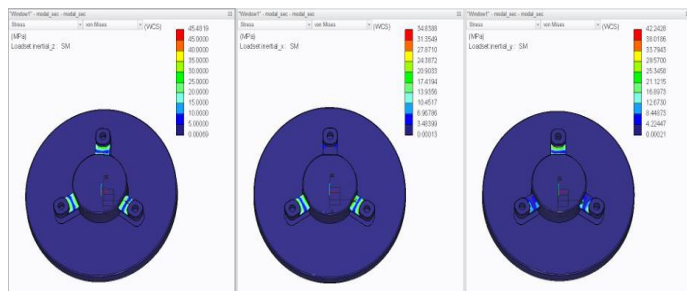 "Window1" - modal_sec - modal_sec
Stress
von Mises
(WCS)
(MPa)
Loadset:inertial_z : SM
45.4819
45.0000
40.0000
35.0000
30.0000
25.0000
20.0000
15.0000
10.0000
5.00000
0.00069
"Window1" - modal_sec - modal_sec
Stress
von Mises
(WCS)
(MPa)
Loadset:inertial_x : SM
34.8388
31.3549
27.8710
24.3872
20.9033
17.4194
13.9356
10.4517
6.96786
3.48399
0.00013
"Window1" - modal_sec - modal_sec
Stress
von Mises
(WCS)
(MPa)
Loadset:inertial_y : SM
42.2428
38.0186
33.7943
29.5700
25.3458
21.1215
16.8973
12.6730
8.44873
4.22447
0.00021